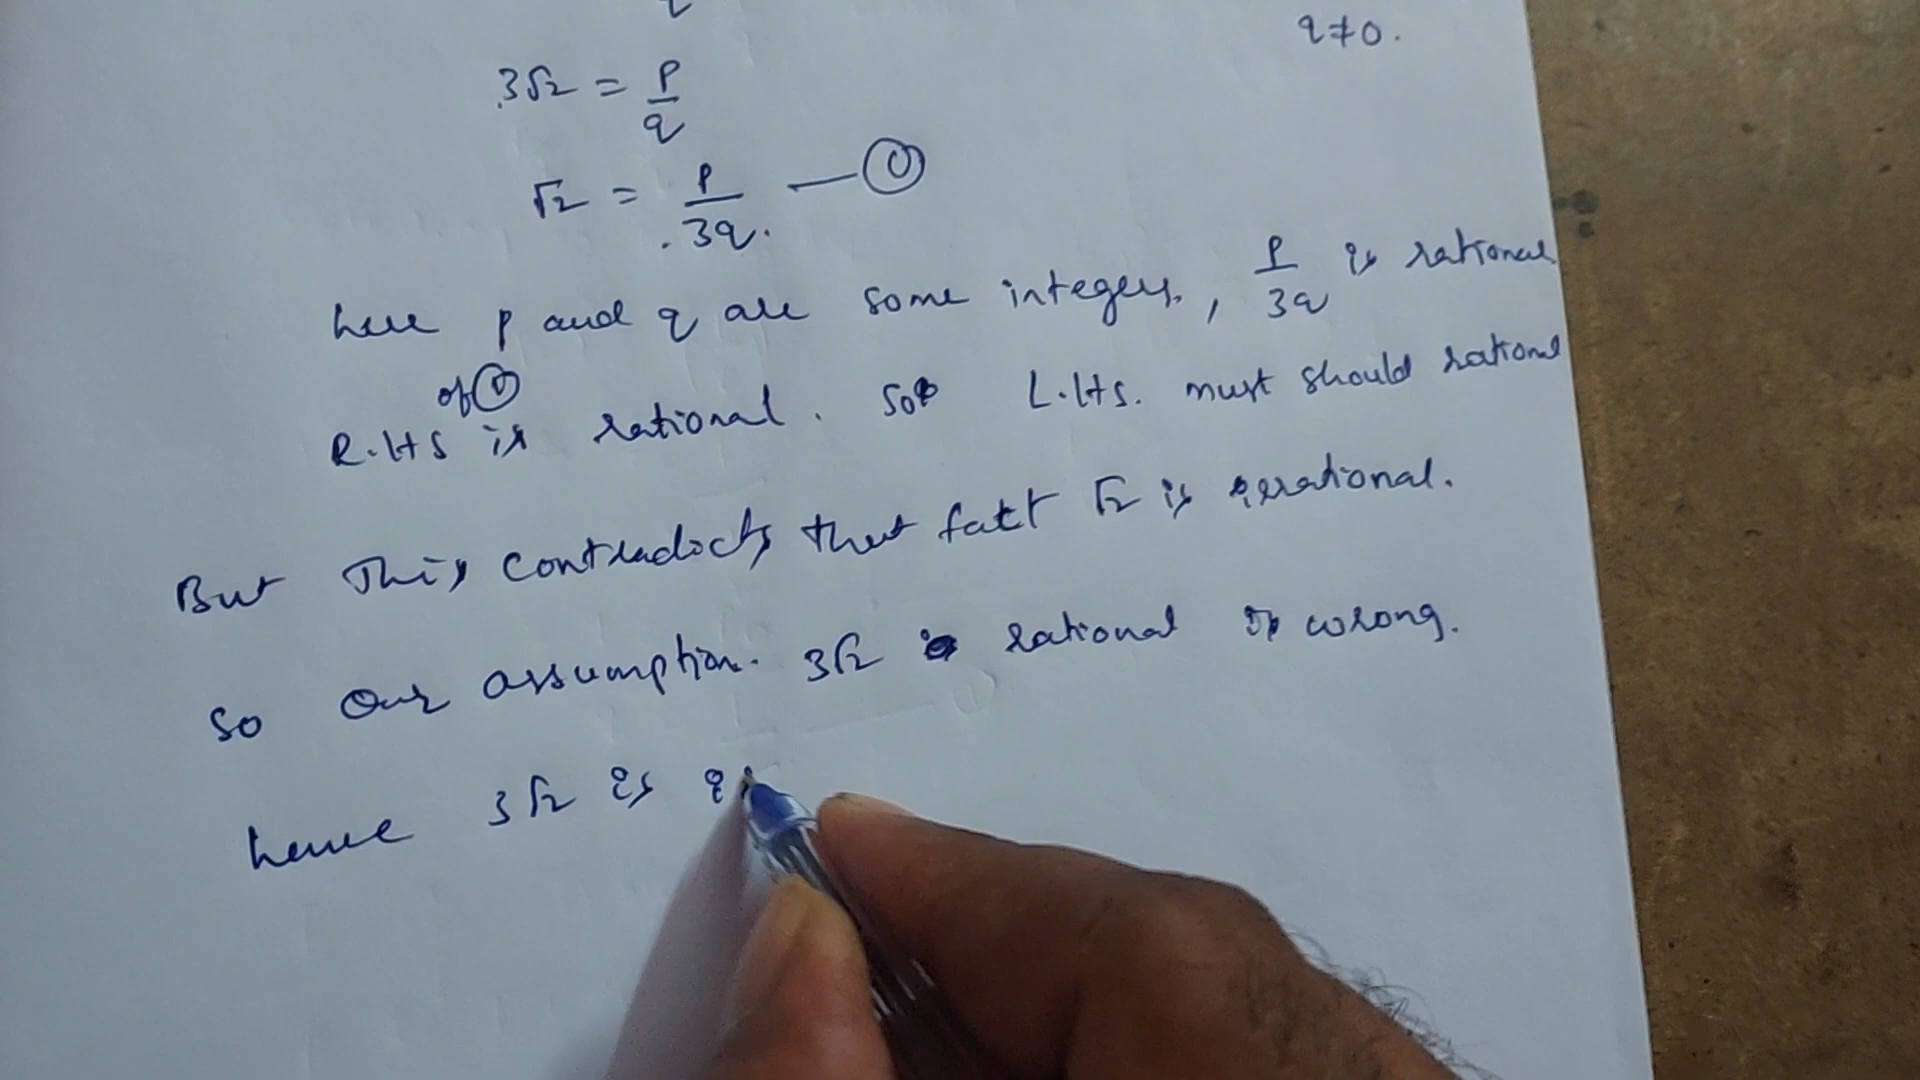 q≠0.
3√2 = p/q
√2 = p/3q. — ①
here p and q are some integers, p/3q is rational
of ①
R.H.S is rational. So L.H.S. must should rational
But This contradicts that fact √2 is irrational.
So Our assumption. 3√2 is rational is wrong.
hence 3√2 is